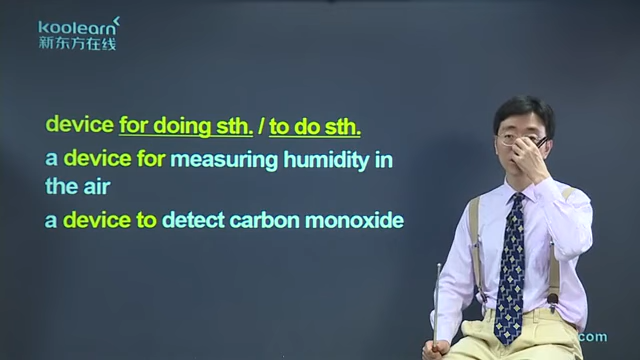 koolearn
新东方在线
device for doing sth. / to do sth.
a device for measuring humidity in
the air
a device to detect carbon monoxide
.com